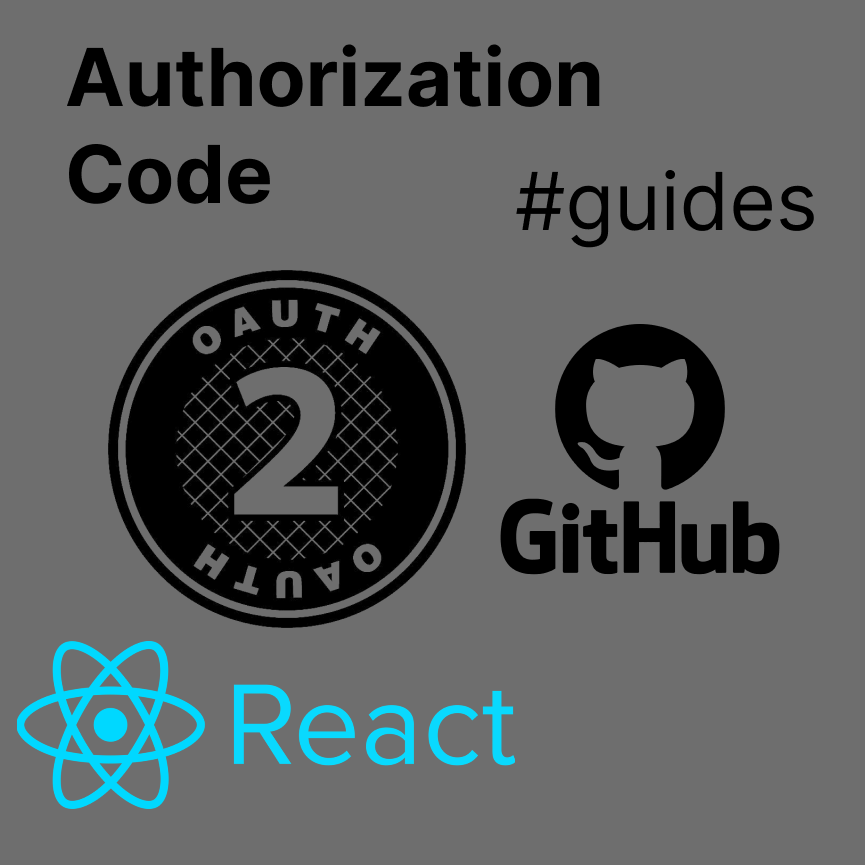 Authorization
Code
#guides
OAUTH
2
OAUTH
GitHub
React